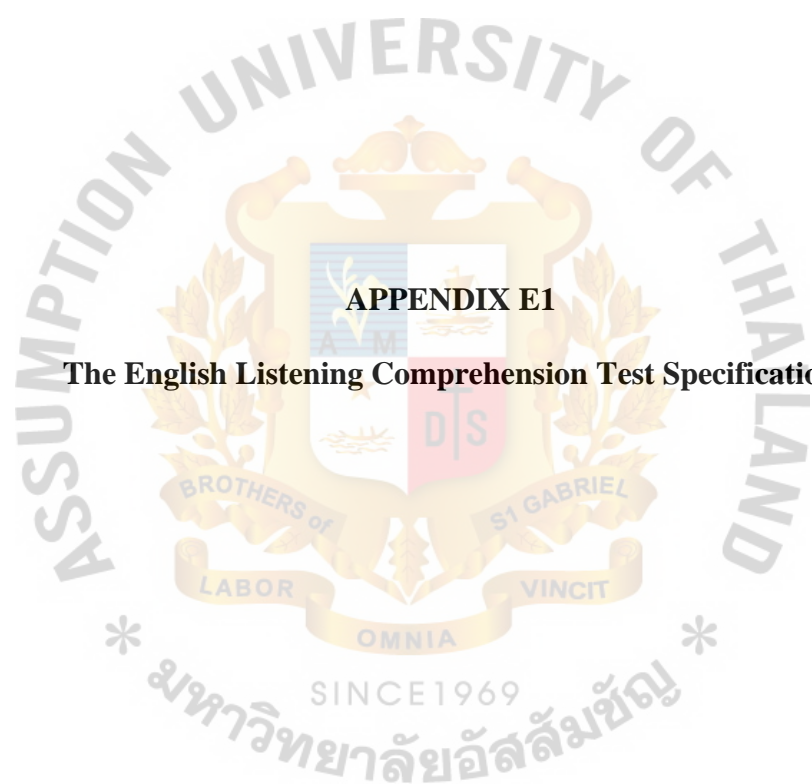 ASSUMPTION UNIVERSITY OF THAILAND
APPENDIX E1
A M
The English Listening Comprehension Test Specificatio
D S
BROTHERS of S1 GABRIEL
LABOR VINCIT
OMNIA
SINCE1969
* มหาวิทยาลัยอัสสัมชัญ *